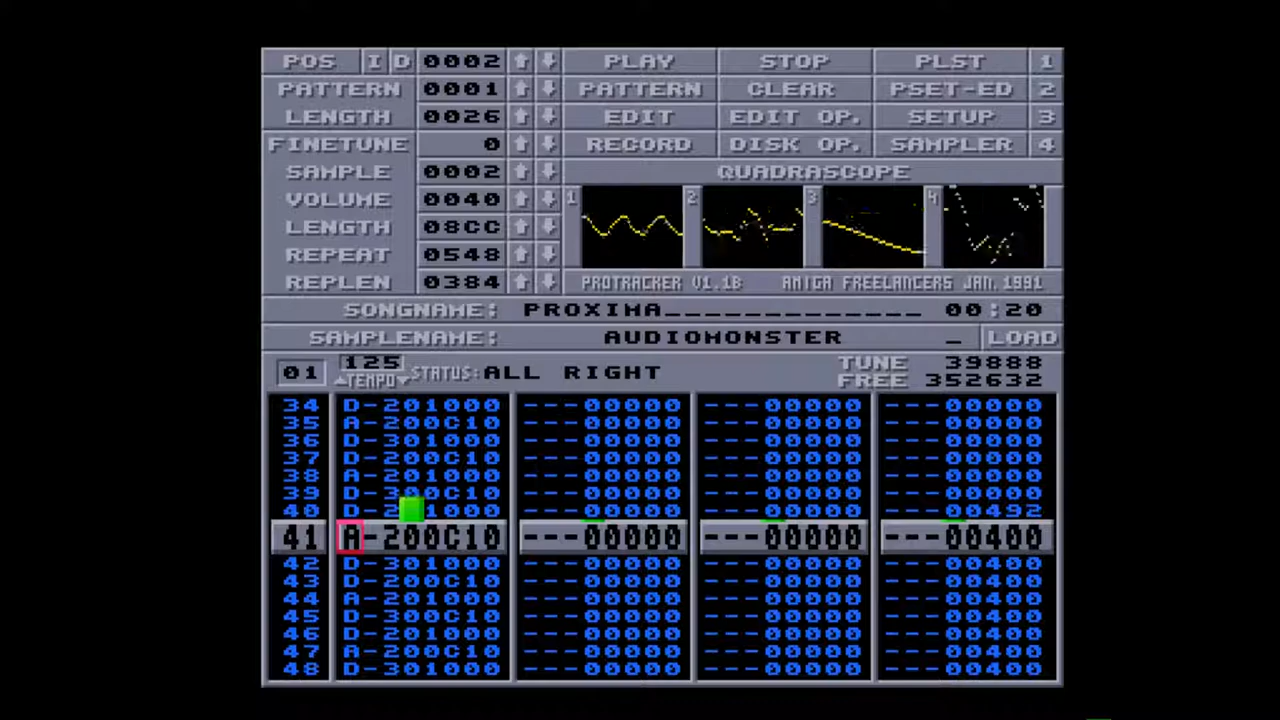 POS I D 0002 PLAY STOP PLST 1
PATTERN 0001 PATTERN CLEAR PSET-ED 2
LENGTH 0026 EDIT EDIT OP. SETUP 3
FINETUNE 0 RECORD DISK OP. SAMPLER 4
SAMPLE 0002 QUADRASCOPE
VOLUME 0040 1 2 3 4
LENGTH 08CC
REPEAT 0548
REPLEN 0384 PROTRACKER V1.1B AMIGA FREELANCERS JAN.1991
SONGNAME: PROXIMA_____________ 00:20
SAMPLENAME: AUDIOMONSTER _ LOAD
01 125 TUNE 39888
TEMPO STATUS:ALL RIGHT FREE 352632
34 D-201000 ---00000 ---00000 ---00000
35 A-200C10 ---00000 ---00000 ---00000
36 D-301000 ---00000 ---00000 ---00000
37 D-200C10 ---00000 ---00000 ---00000
38 A-201000 ---00000 ---00000 ---00000
39 D-300C10 ---00000 ---00000 ---00000
40 D-201000 ---00000 ---00000 ---00492
41 A-200C10 ---00000 ---00000 ---00400
42 D-301000 ---00000 ---00000 ---00400
43 D-200C10 ---00000 ---00000 ---00400
44 A-201000 ---00000 ---00000 ---00400
45 D-300C10 ---00000 ---00000 ---00400
46 D-201000 ---00000 ---00000 ---00400
47 A-200C10 ---00000 ---00000 ---00400
48 D-301000 ---00000 ---00000 ---00400